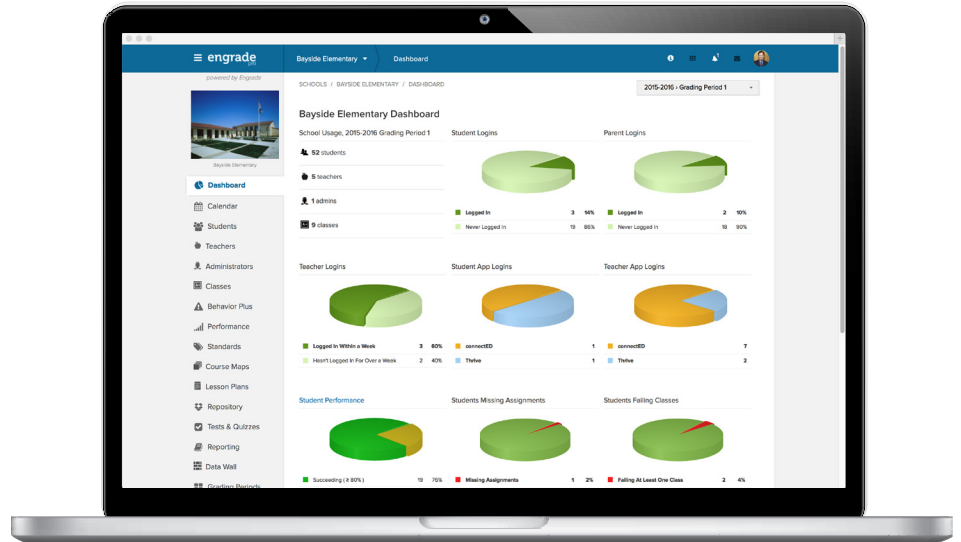 engrade
pro
Bayside Elementary
Dashboard
1
powered by Engrade
SCHOOLS / BAYSIDE ELEMENTARY / DASHBOARD
2015-2016 › Grading Period 1
Bayside Elementary
Dashboard
Calendar
Students
Teachers
Administrators
Classes
Behavior Plus
Performance
Standards
Course Maps
Lesson Plans
Repository
Tests & Quizzes
Reporting
Data Wall
Grading Periods
Bayside Elementary Dashboard
School Usage, 2015-2016 Grading Period 1
52 students
5 teachers
1 admins
9 classes
Student Logins
Logged In 3 14%
Never Logged In 19 86%
Parent Logins
Logged In 2 10%
Never Logged In 18 90%
Teacher Logins
Logged In Within a Week 3 60%
Hasn't Logged In For Over a Week 2 40%
Student App Logins
connectED 1
Thrive 1
Teacher App Logins
connectED 7
Thrive 2
Student Performance
Succeeding (≥ 80%) 19 76%
Students Missing Assignments
Missing Assignments 1 2%
Students Failing Classes
Failing At Least One Class 2 4%